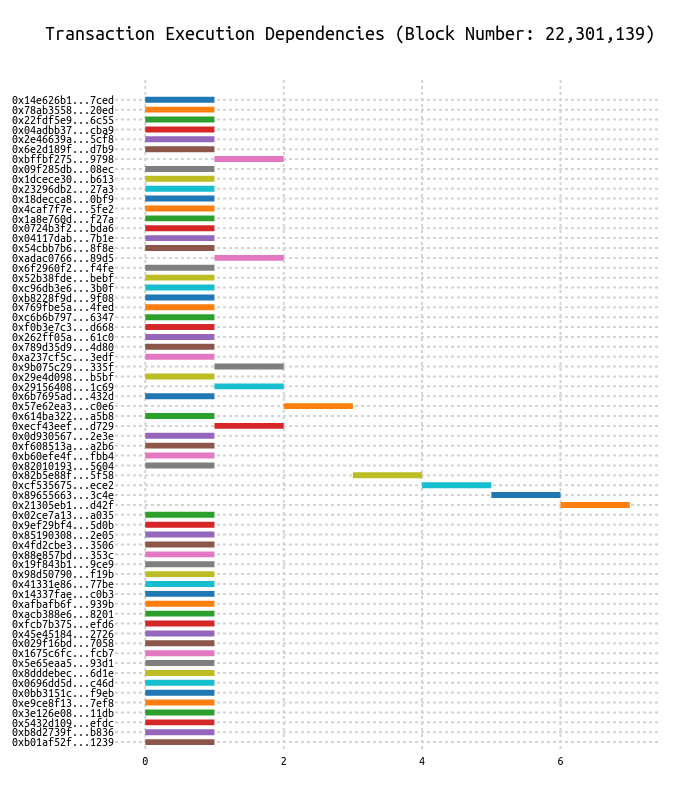 Transaction Execution Dependencies (Block Number: 22,301,139)
0x14e626b1...7ced
0x78ab3558...20ed
0x22fdf5e9...6c55
0x04adbb37...cba9
0x2e46639a...5cf8
0x6e2d189f...d7b9
0xbffbf275...9798
0x09f285db...08ec
0x1dcece30...b613
0x23296db2...27a3
0x18decca8...0bf9
0x4caf7f7e...5fe2
0x1a8e760d...f27a
0x0724b3f2...bda6
0x04117dab...7b1e
0x54cbb7b6...8f8e
0xadac0766...89d5
0x6f2960f2...f4fe
0x52b38fde...bebf
0xc96db3e6...3b0f
0xb8228f9d...9f08
0x769fbe5a...4fed
0xc6b6b797...6347
0xf0b3e7c3...d668
0x262ff05a...61c0
0x789d35d9...4d80
0xa237cf5c...3edf
0x9b075c29...335f
0x29e4d098...b5bf
0x29156408...1c69
0x6b7695ad...432d
0x57e62ea3...c0e6
0x614ba322...a5b8
0xecf43eef...d729
0x0d930567...2e3e
0xf608513a...a2b6
0xb60efe4f...fbb4
0x82010193...5604
0x82b5e88f...5f58
0xcf535675...ece2
0x89655663...3c4e
0x21305eb1...d42f
0x02ce7a13...a035
0x9ef29bf4...5d0b
0x85190308...2e05
0x4fd2cbe3...3506
0x88e857bd...353c
0x19f843b1...9ce9
0x98d50790...f19b
0x41331e86...77be
0x14337fae...c0b3
0xafbafb6f...939b
0xacb388e6...8201
0xfcb7b375...efd6
0x45e45184...2726
0x029f16bd...7058
0x1675c6fc...fcb7
0x5e65eaa5...93d1
0x8dddebec...6d1e
0x0696dd5d...c46d
0x0bb3151c...f9eb
0xe9ce8f13...7ef8
0x3e126e08...11db
0x5432d109...efdc
0xb8d2739f...b836
0xb01af52f...1239
0 2 4 6